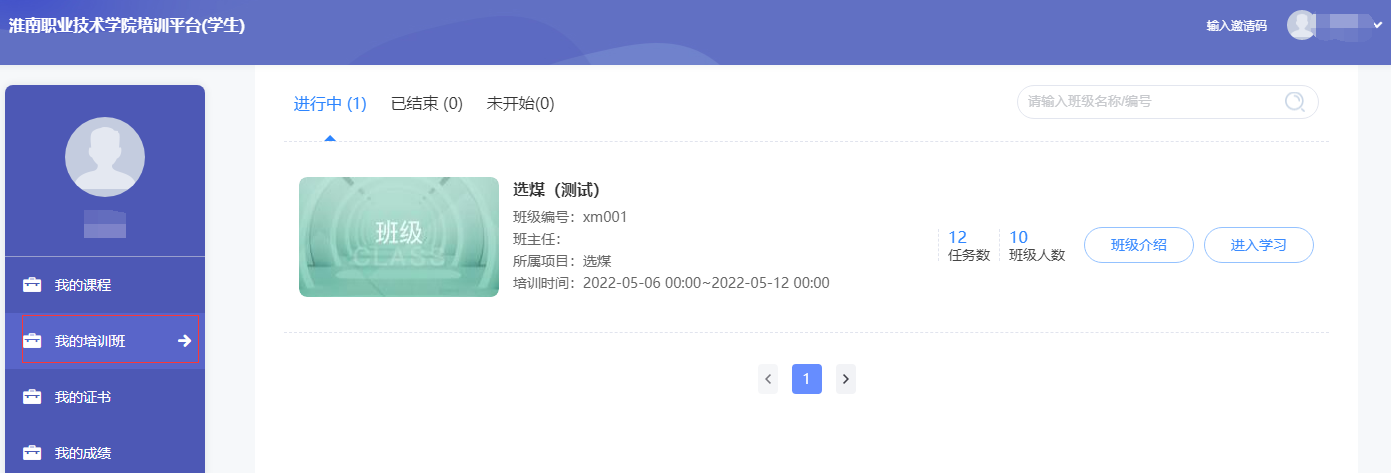 淮南职业技术学院培训平台(学生)
输入邀请码
我的课程
我的培训班
我的证书
我的成绩
进行中 (1) 已结束 (0) 未开始(0)
请输入班级名称/编号
班级
CLASS
选煤（测试）
班级编号：xm001
班主任：
所属项目：选煤
培训时间：2022-05-06 00:00~2022-05-12 00:00
12
任务数
10
班级人数
班级介绍
进入学习
1